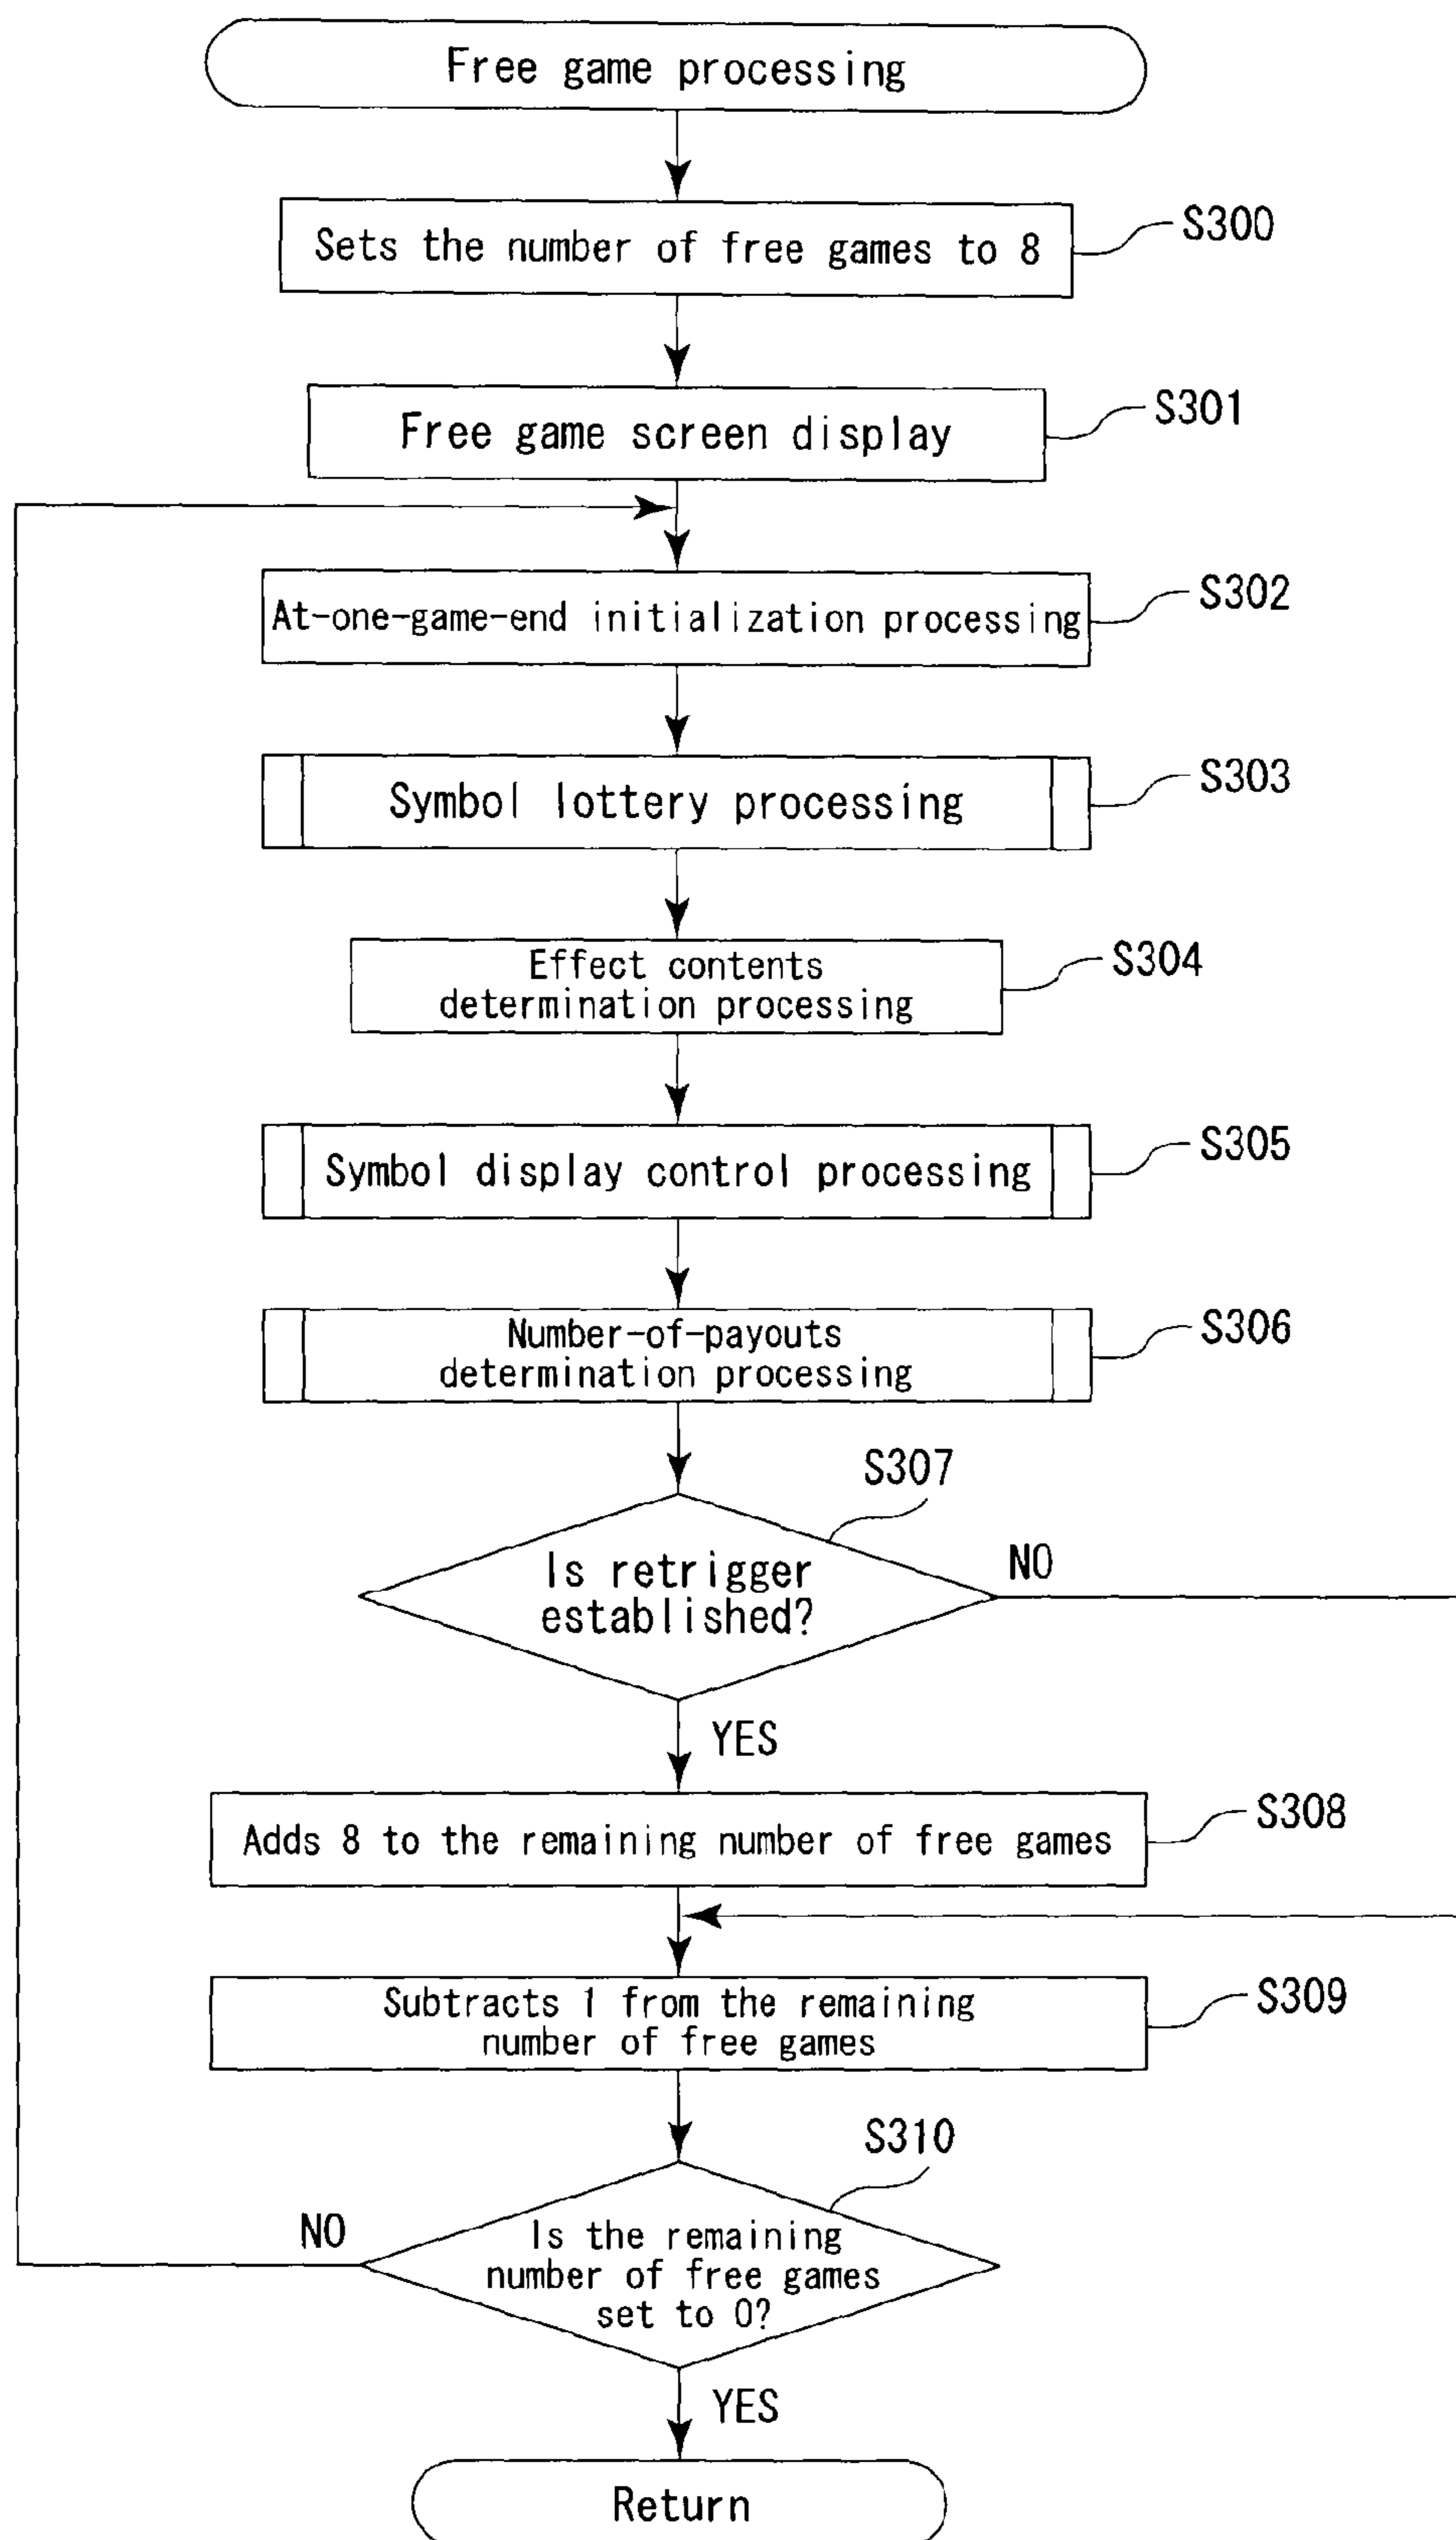 Free game processing
Sets the number of free games to 8
S300
Free game screen display
S301
At-one-game-end initialization processing
S302
Symbol lottery processing
S303
Effect contents
determination processing
S304
Symbol display control processing
S305
Number-of-payouts
determination processing
S306
S307
Is retrigger
established?
NO
YES
Adds 8 to the remaining number of free games
S308
Subtracts 1 from the remaining
number of free games
S309
S310
Is the remaining
number of free games
set to 0?
NO
YES
Return